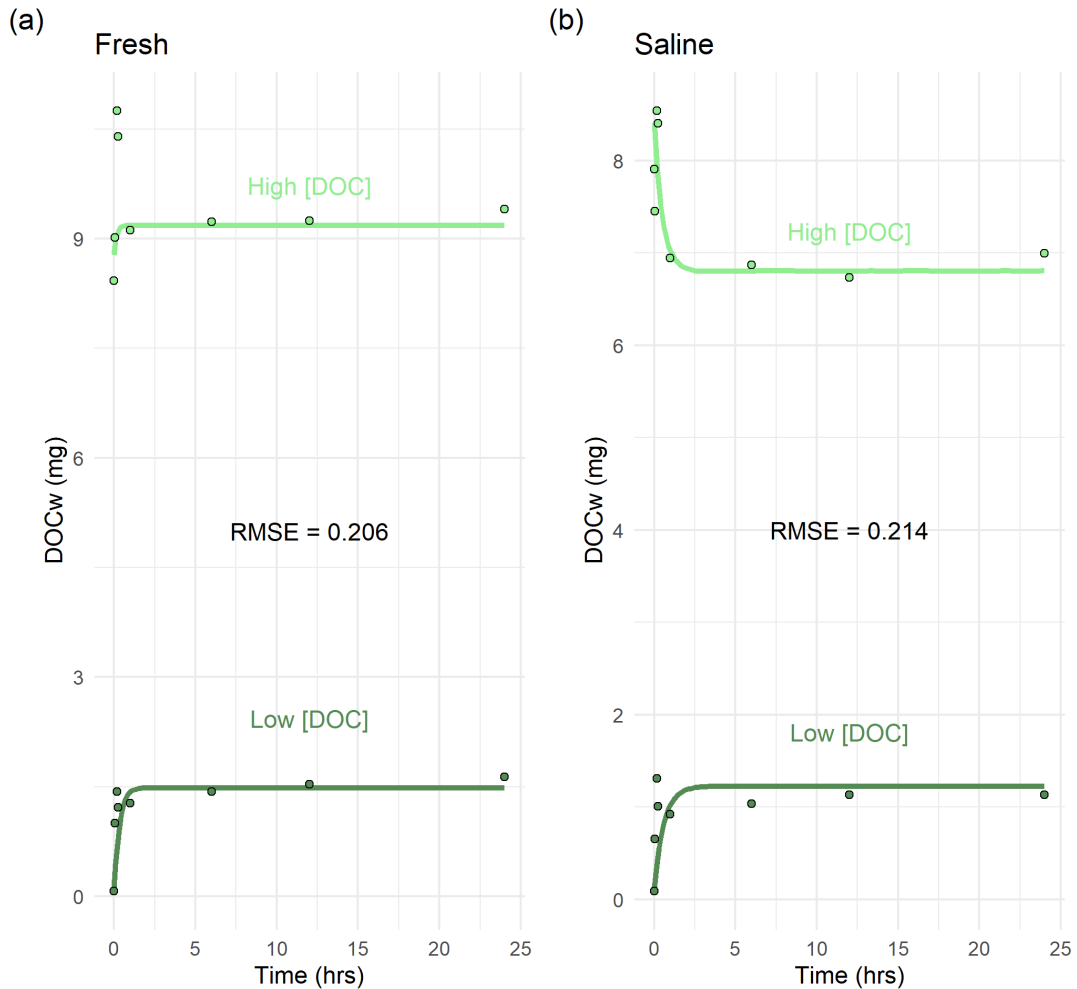 (a)
Fresh
DOCw (mg)
9
6
3
0
High [DOC]
RMSE = 0.206
Low [DOC]
0 5 10 15 20 25
Time (hrs)
(b)
Saline
DOCw (mg)
8
6
4
2
0
High [DOC]
RMSE = 0.214
Low [DOC]
0 5 10 15 20 25
Time (hrs)